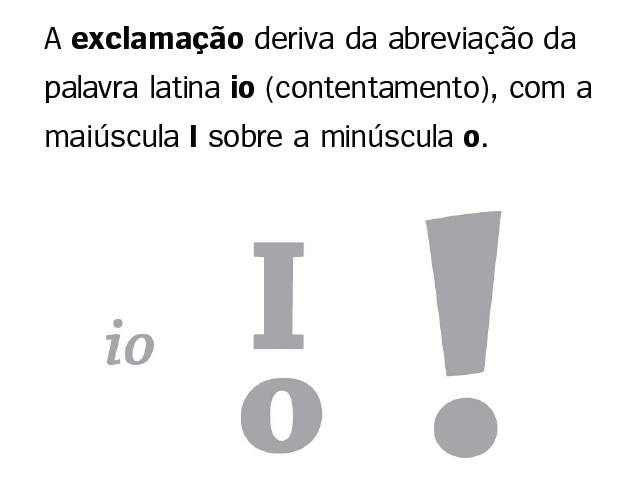 A exclamação deriva da abreviação da
palavra latina io (contentamento), com a
maiúscula I sobre a minúscula o.
io
I
o
!